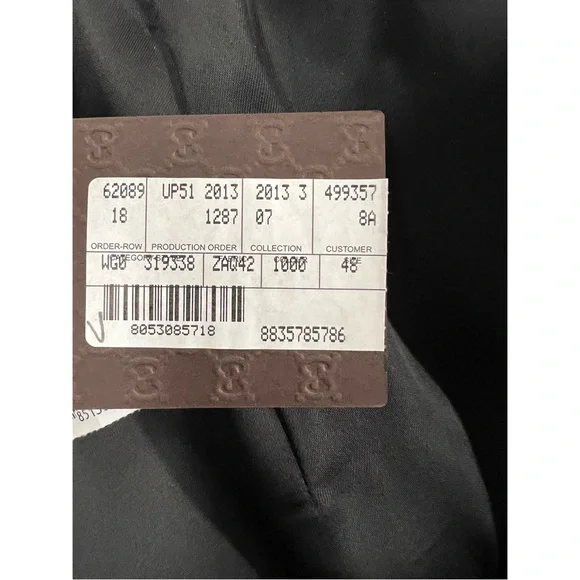 62089 UP51 2013 2013 3 499357
18 1287 07 8A
ORDER-ROW PRODUCTION ORDER COLLECTION CUSTOMER
WG0 319338 ZAQ42 1000 48
8053085718 8835785786